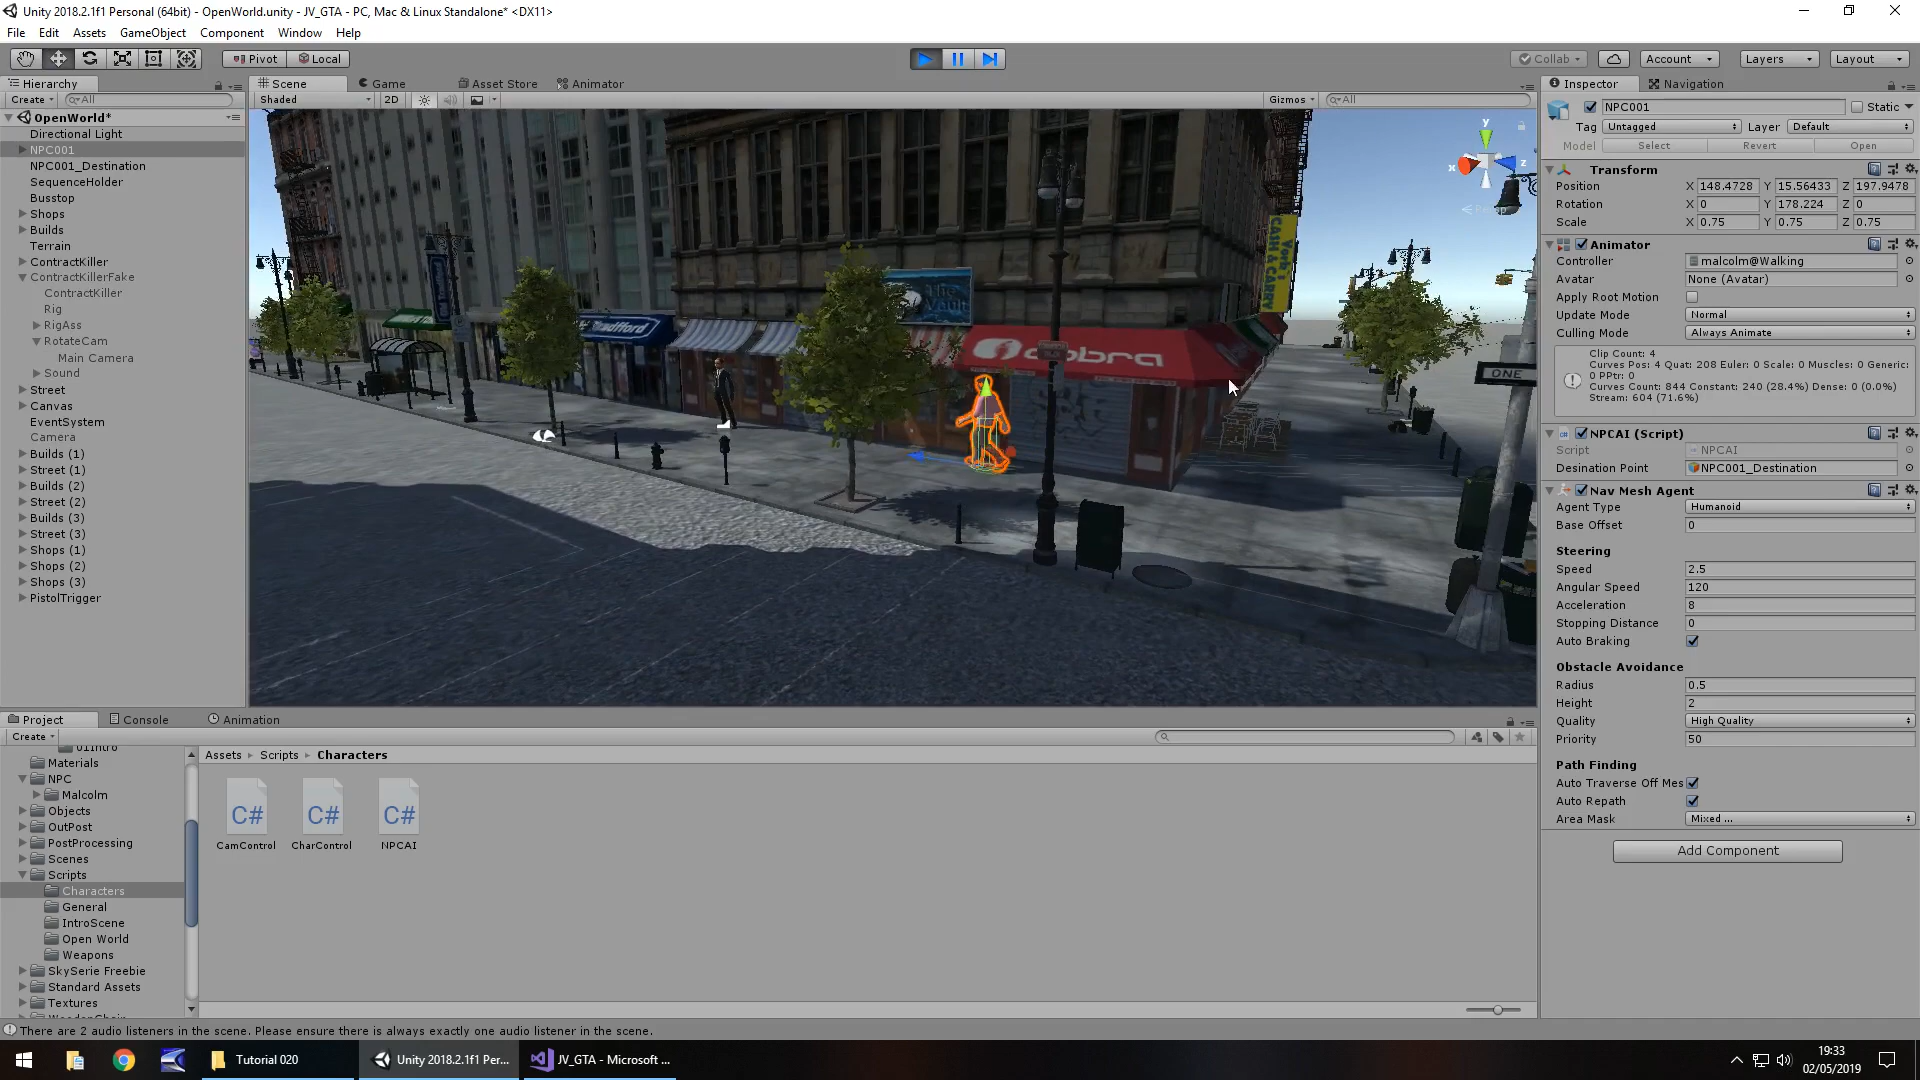 Unity 2018.2.1f1 Personal (64bit) - OpenWorld.unity - JV_GTA - PC, Mac & Linux Standalone* <DX11>
File Edit Assets GameObject Component Window Help
Pivot Local Collab Account Layers Layout
Hierarchy
Create All
OpenWorld*
Directional Light
NPC001
NPC001_Destination
SequenceHolder
Busstop
Shops
Builds
Terrain
ContractKiller
ContractKillerFake
ContractKiller
Rig
RigAss
RotateCam
Main Camera
Sound
Street
Canvas
EventSystem
Camera
Builds (1)
Street (1)
Builds (2)
Street (2)
Builds (3)
Street (3)
Shops (1)
Shops (2)
Shops (3)
PistolTrigger
Scene Game Asset Store Animator
Shaded 2D Gizmos All
y
x
z
Persp
The
Vault
Bradfford
cobra
ONE
Inspector Navigation
NPC001 Static
Tag Untagged Layer Default
Model Select Revert Open
Transform
Position X 148.4728 Y 15.56433 Z 197.9478
Rotation X 0 Y 178.224 Z 0
Scale X 0.75 Y 0.75 Z 0.75
Animator
Controller malcolm@Walking
Avatar None (Avatar)
Apply Root Motion
Update Mode Normal
Culling Mode Always Animate
Clip Count: 4
Curves Pos: 4 Quat: 208 Euler: 0 Scale: 0 Muscles: 0 Generic:
0 PPtr: 0
Curves Count: 844 Constant: 240 (28.4%) Dense: 0 (0.0%)
Stream: 604 (71.6%)
NPCAI (Script)
Script NPCAI
Desination Point NPC001_Destination
Nav Mesh Agent
Agent Type Humanoid
Base Offset 0
Steering
Speed 2.5
Angular Speed 120
Acceleration 8
Stopping Distance 0
Auto Braking
Obstacle Avoidance
Radius 0.5
Height 2
Quality High Quality
Priority 50
Path Finding
Auto Traverse Off Mes
Auto Repath
Area Mask Mixed ...
Add Component
Project Console Animation
Create
01Intro
Materials
NPC
Malcolm
Objects
OutPost
PostProcessing
Scenes
Scripts
Characters
General
IntroScene
Open World
Weapons
SkySerie Freebie
Standard Assets
Textures
Assets Scripts Characters
C# C# C#
CamControl CharControl NPCAI
There are 2 audio listeners in the scene. Please ensure there is always exactly one audio listener in the scene.
Tutorial 020
Unity 2018.2.1f1 Per...
JV_GTA - Microsoft ...
19:33
02/05/2019